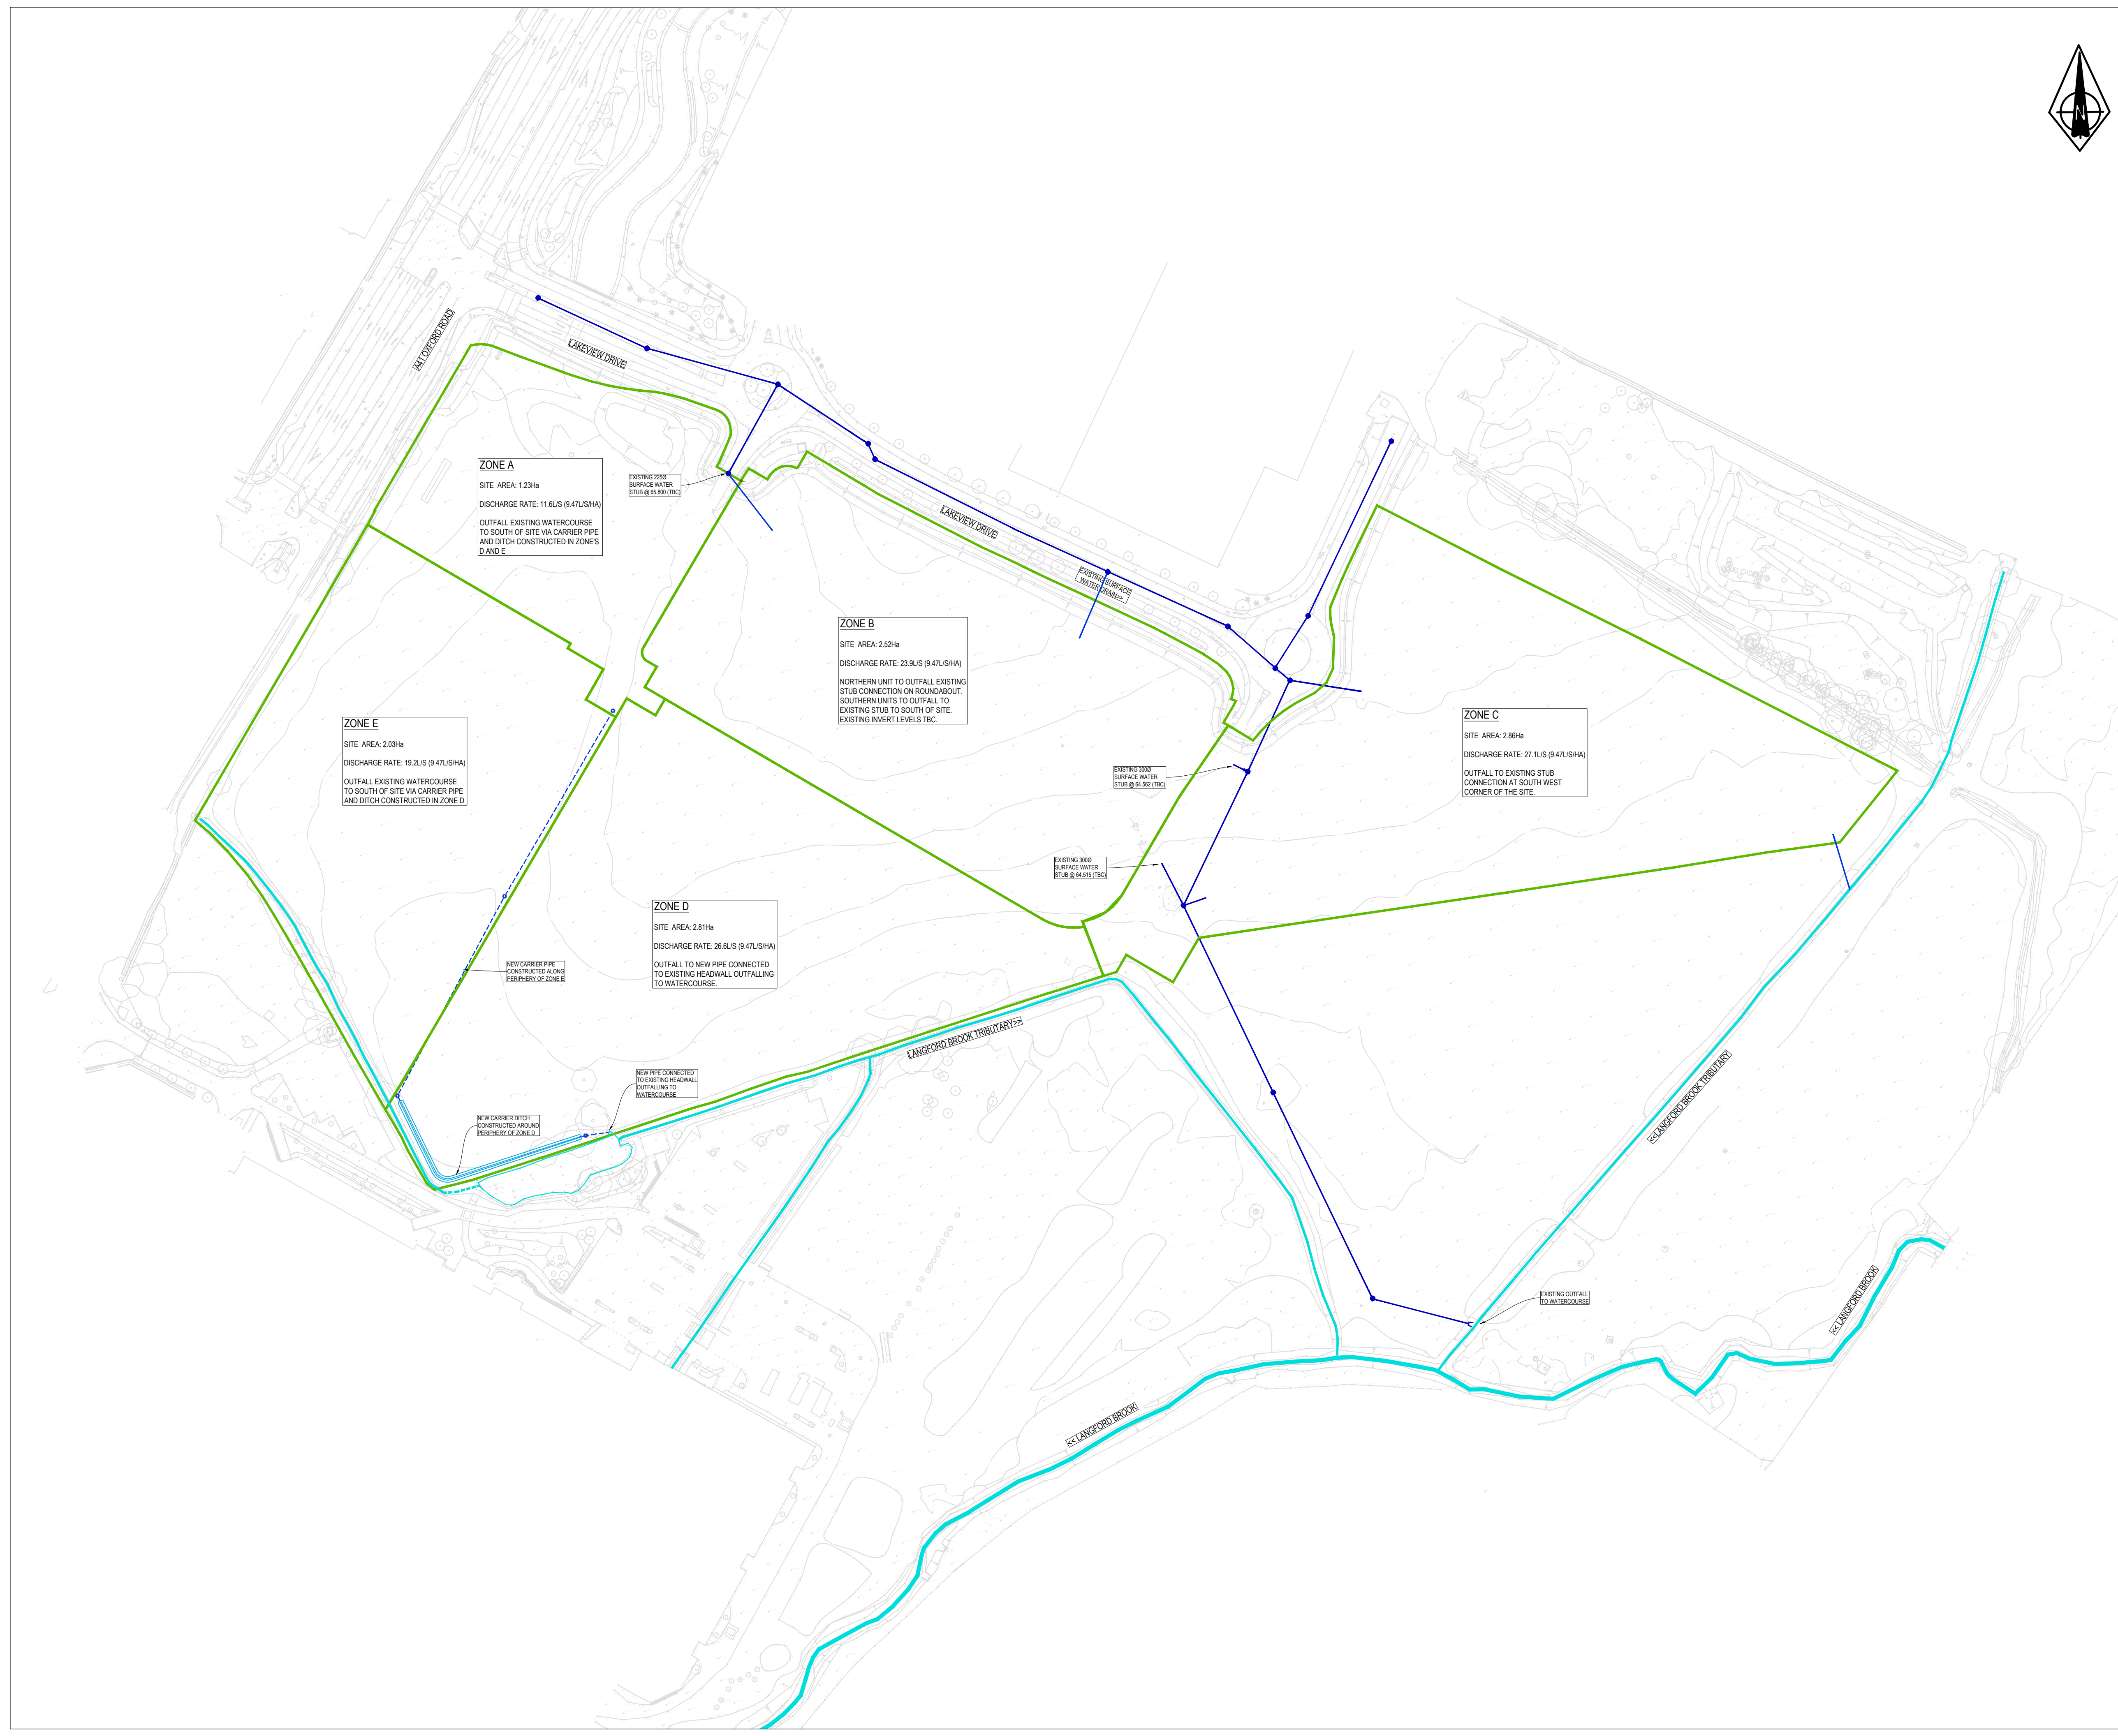 N
A41 OXFORD ROAD
LAKEVIEW DRIVE
ZONE A
SITE AREA: 1.23Ha
DISCHARGE RATE: 11.6L/S (9.47L/S/HA)
OUTFALL EXISTING WATERCOURSE
TO SOUTH OF SITE VIA CARRIER PIPE
AND DITCH CONSTRUCTED IN ZONE'S
D AND E
EXISTING 225Ø
SURFACE WATER
STUB @ 65.800 (TBC)
LAKEVIEW DRIVE
EXISTING SURFACE
WATER DRAIN>>
ZONE B
SITE AREA: 2.52Ha
DISCHARGE RATE: 23.9L/S (9.47L/S/HA)
NORTHERN UNIT TO OUTFALL EXISTING
STUB CONNECTION ON ROUNDABOUT.
SOUTHERN UNITS TO OUTFALL TO
EXISTING STUB TO SOUTH OF SITE.
EXISTING INVERT LEVELS TBC.
ZONE C
SITE AREA: 2.86Ha
DISCHARGE RATE: 27.1L/S (9.47L/S/HA)
OUTFALL TO EXISTING STUB
CONNECTION AT SOUTH WEST
CORNER OF THE SITE.
ZONE E
SITE AREA: 2.03Ha
DISCHARGE RATE: 19.2L/S (9.47L/S/HA)
OUTFALL EXISTING WATERCOURSE
TO SOUTH OF SITE VIA CARRIER PIPE
AND DITCH CONSTRUCTED IN ZONE D
EXISTING 300Ø
SURFACE WATER
STUB @ 64.562 (TBC)
EXISTING 300Ø
SURFACE WATER
STUB @ 64.515 (TBC)
ZONE D
SITE AREA: 2.81Ha
DISCHARGE RATE: 26.6L/S (9.47L/S/HA)
OUTFALL TO NEW PIPE CONNECTED
TO EXISTING HEADWALL OUTFALLING
TO WATERCOURSE.
NEW CARRIER PIPE
CONSTRUCTED ALONG
PERIPHERY OF ZONE E
LANGFORD BROOK TRIBUTARY>>
NEW PIPE CONNECTED
TO EXISTING HEADWALL
OUTFALLING TO
WATERCOURSE
NEW CARRIER DITCH
CONSTRUCTED AROUND
PERIPHERY OF ZONE D
<<LANGFORD BROOK TRIBUTARY
EXISTING OUTFALL
TO WATERCOURSE
<< LANGFORD BROOK
<< LANGFORD BROOK